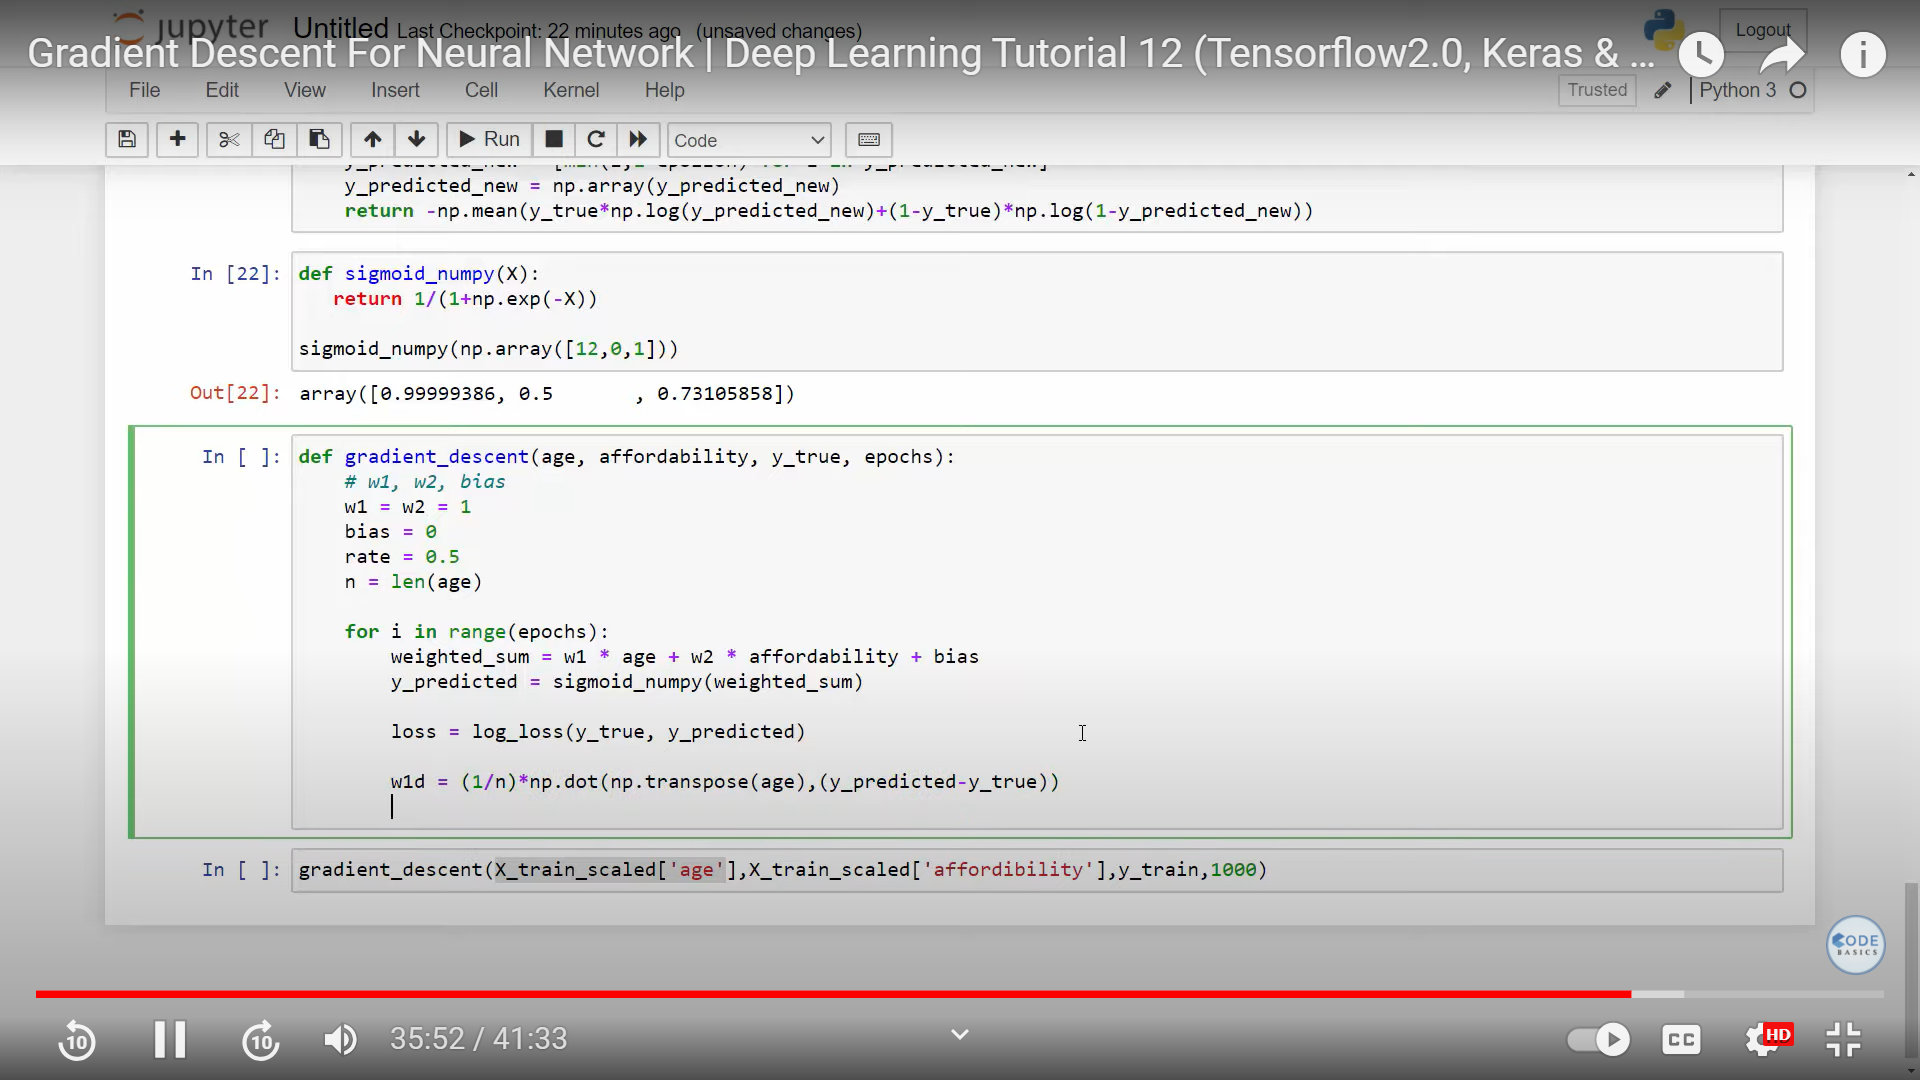 jupyter Untitled Last Checkpoint: 22 minutes ago (unsaved changes) Logout
Gradient Descent For Neural Network | Deep Learning Tutorial 12 (Tensorflow2.0, Keras & ...
File Edit View Insert Cell Kernel Help Trusted Python 3
Run Code
y_predicted_new = np.array(y_predicted_new)
return -np.mean(y_true*np.log(y_predicted_new)+(1-y_true)*np.log(1-y_predicted_new))
In [22]: def sigmoid_numpy(X):
return 1/(1+np.exp(-X))
sigmoid_numpy(np.array([12,0,1]))
Out[22]: array([0.99999386, 0.5       , 0.73105858])
In [ ]: def gradient_descent(age, affordability, y_true, epochs):
# w1, w2, bias
w1 = w2 = 1
bias = 0
rate = 0.5
n = len(age)
for i in range(epochs):
weighted_sum = w1 * age + w2 * affordability + bias
y_predicted = sigmoid_numpy(weighted_sum)
loss = log_loss(y_true, y_predicted)
w1d = (1/n)*np.dot(np.transpose(age),(y_predicted-y_true))
In [ ]: gradient_descent(X_train_scaled['age'],X_train_scaled['affordibility'],y_train,1000)
CODE
BASICS
10 10 35:52 / 41:33 CC HD